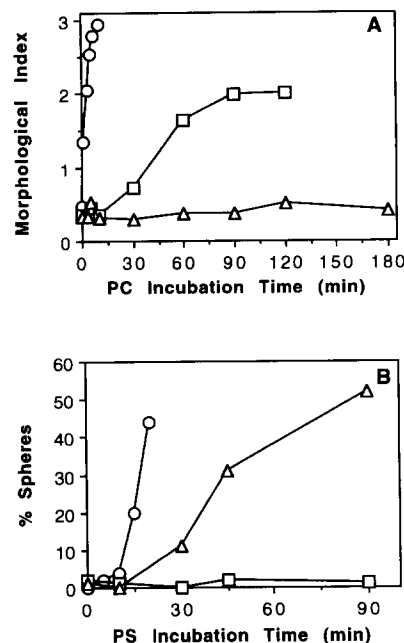 A
Morphological Index
3
2
1
0
0 30 60 90 120 150 180
PC Incubation Time (min)
B
% Spheres
60
50
40
30
20
10
0
0 30 60 90
PS Incubation Time (min)